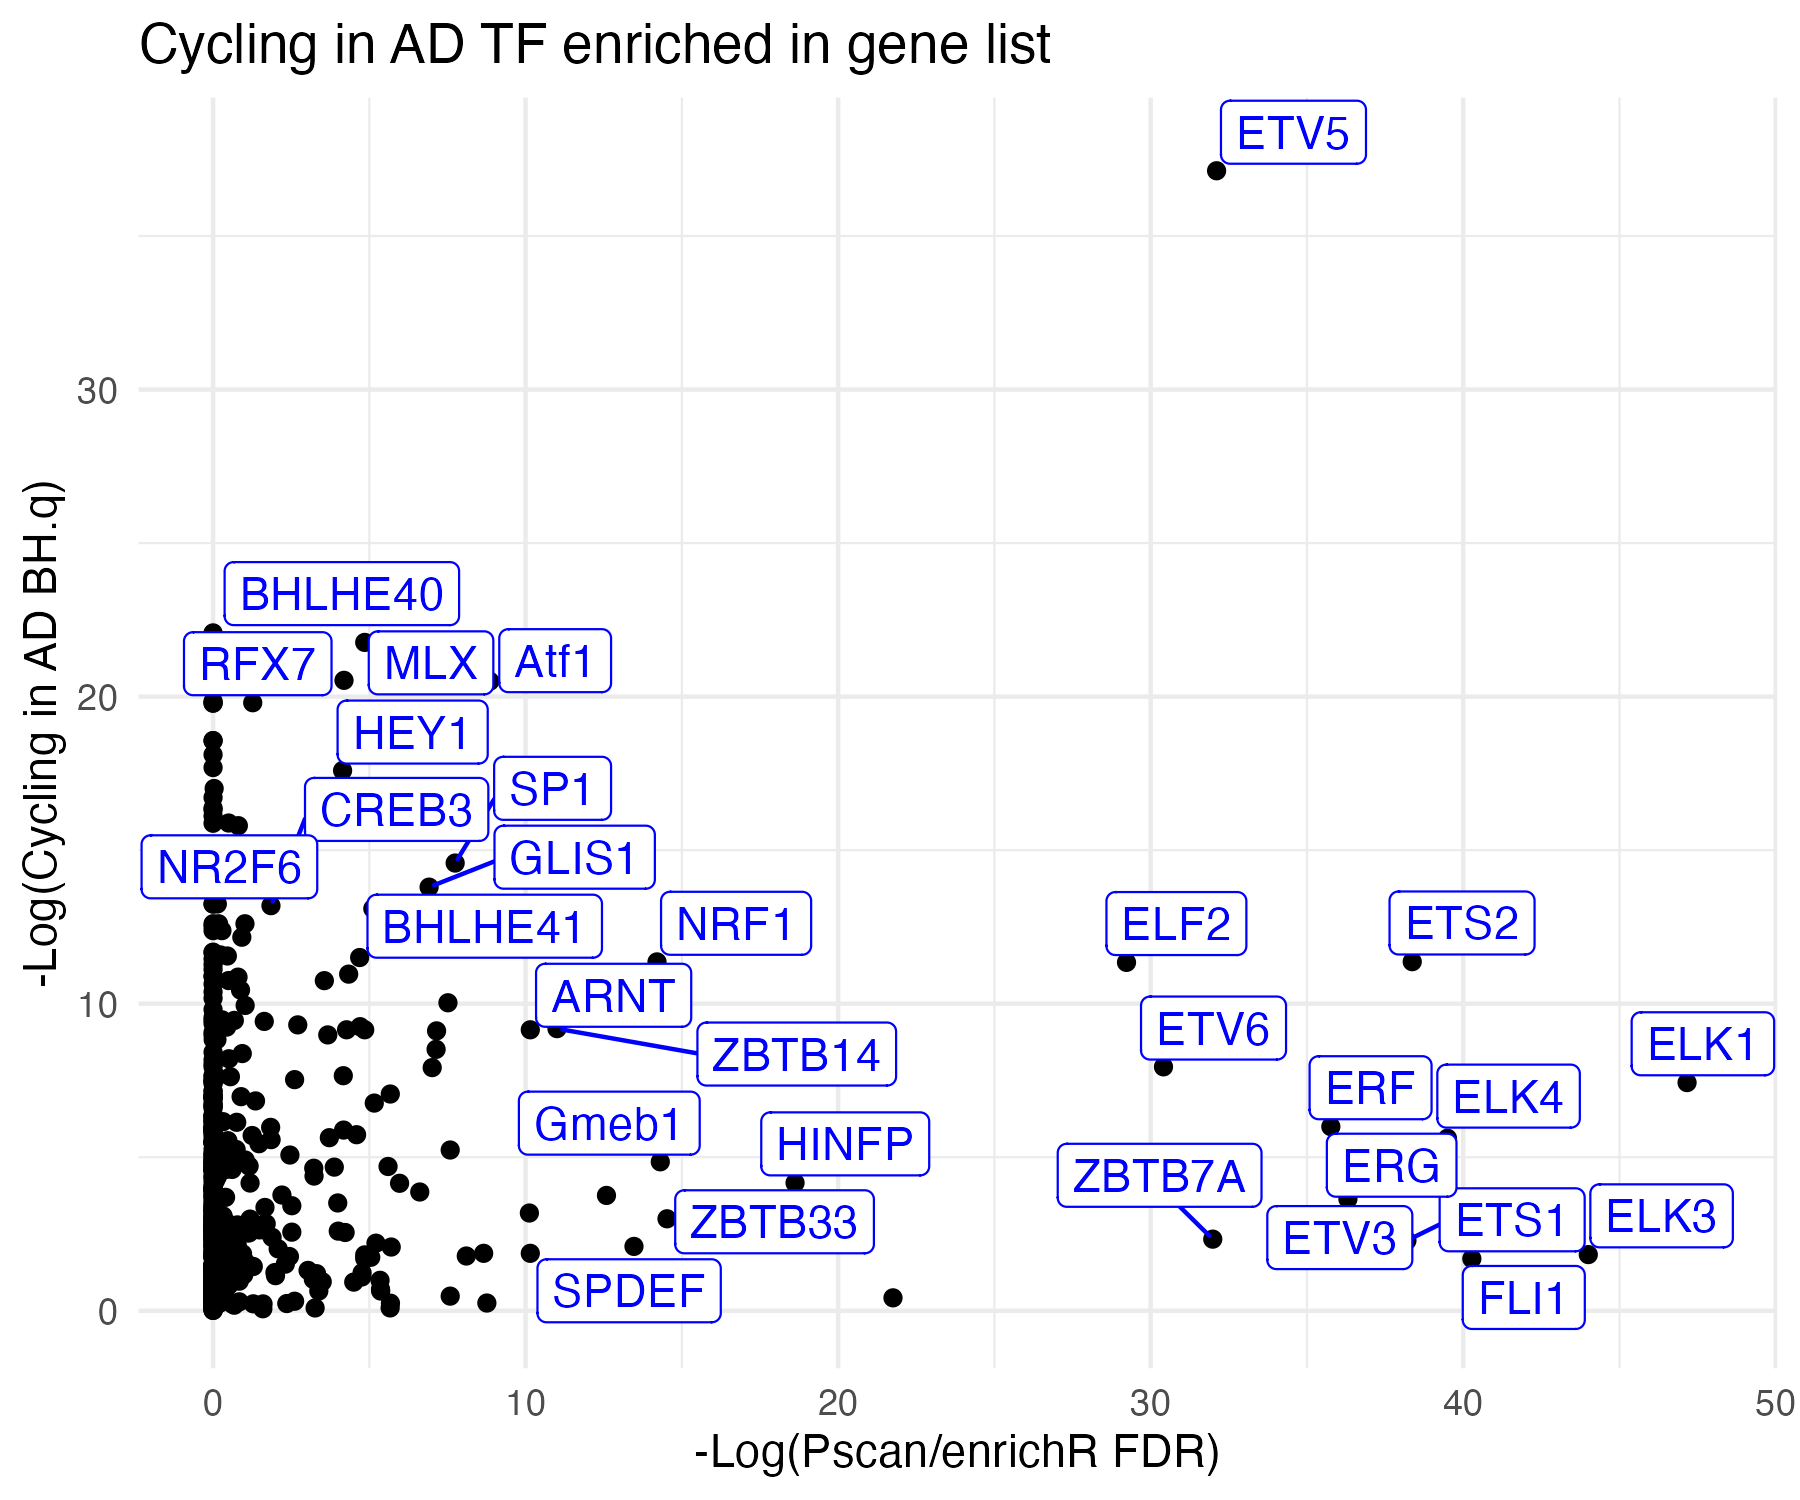 Cycling in AD TF enriched in gene list
ETV5
30
BHLHE40
RFX7
MLX
Atf1
20
HEY1
SP1
CREB3
GLIS1
NR2F6
BHLHE41
NRF1
ELF2
ETS2
10
ARNT
ETV6
ZBTB14
ELK1
ERF
ELK4
Gmeb1
HINFP
ERG
ZBTB7A
ZBTB33
ETV3
ETS1
ELK3
SPDEF
FLI1
0
-Log(Cycling in AD BH.q)
0
10
20
30
40
50
-Log(Pscan/enrichR FDR)